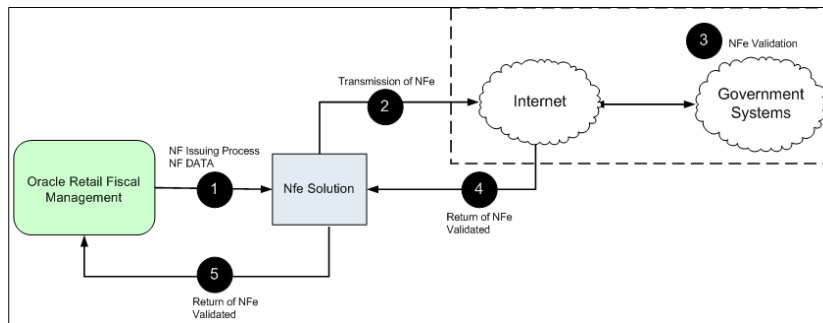 3
NFe Validation
Transmission of NFe
2
Internet
Government
Systems
NF Issuing Process
NF DATA
Oracle Retail Fiscal
Management
1
Nfe Solution
4
Return of NFe
Validated
5
Return of NFe
Validated